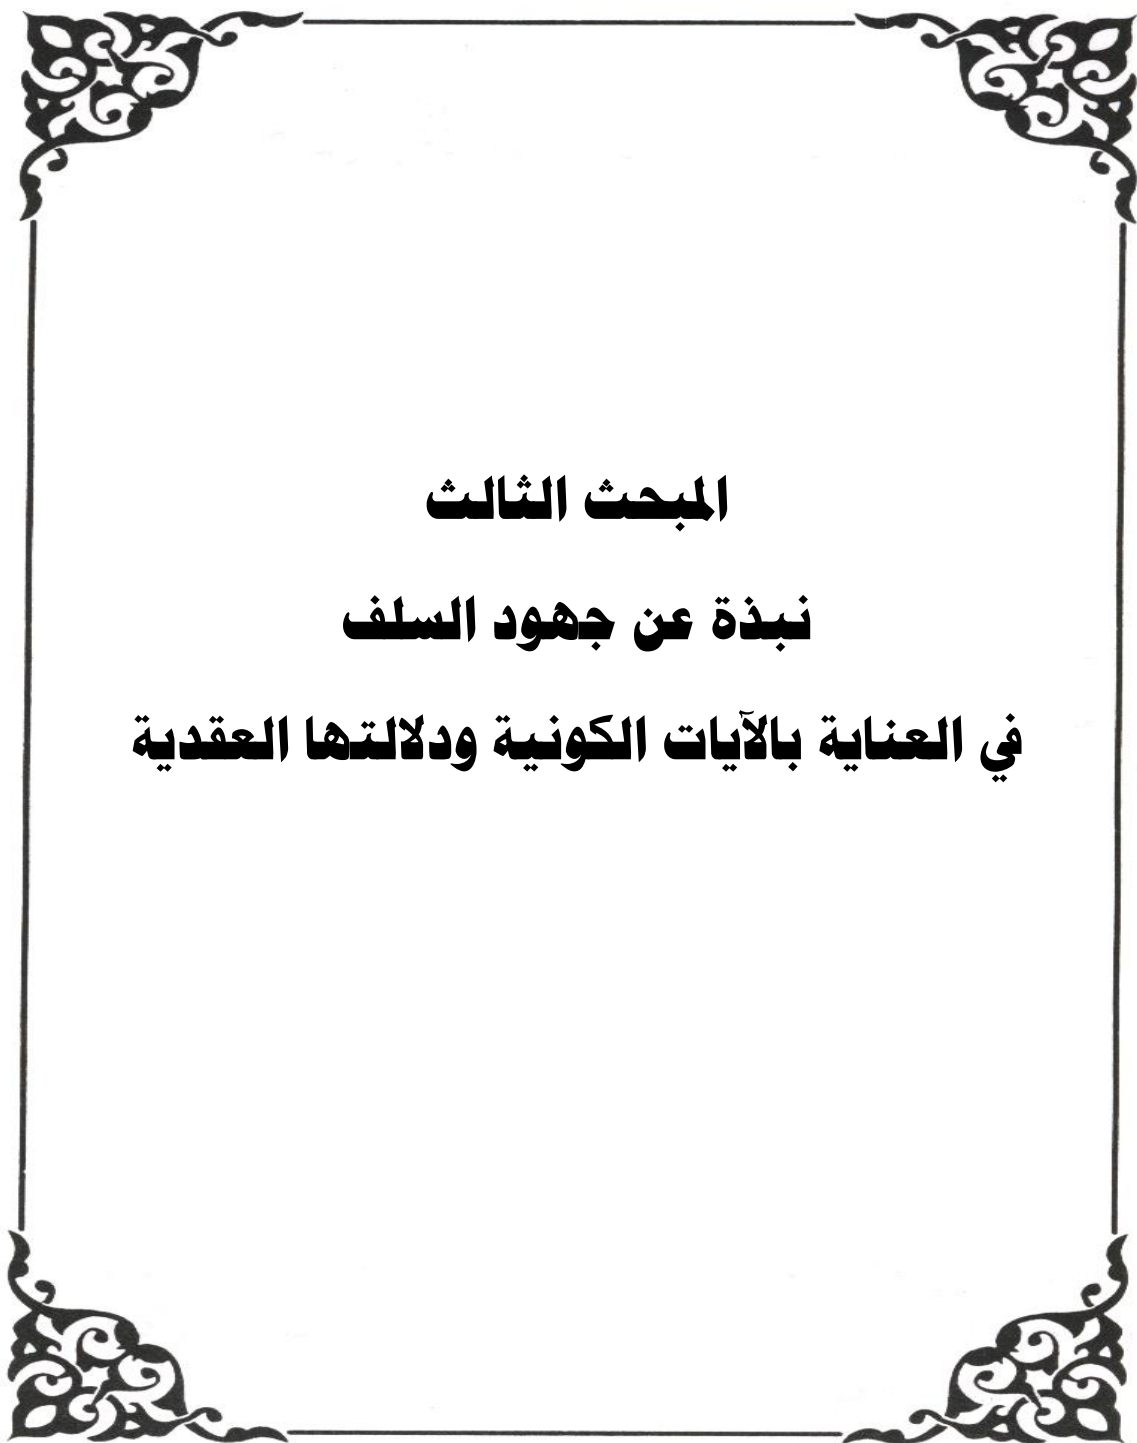 المبحث الثالث
نبذة عن جهود السلف
في العناية بالآيات الكونية ودلالتها العقدية